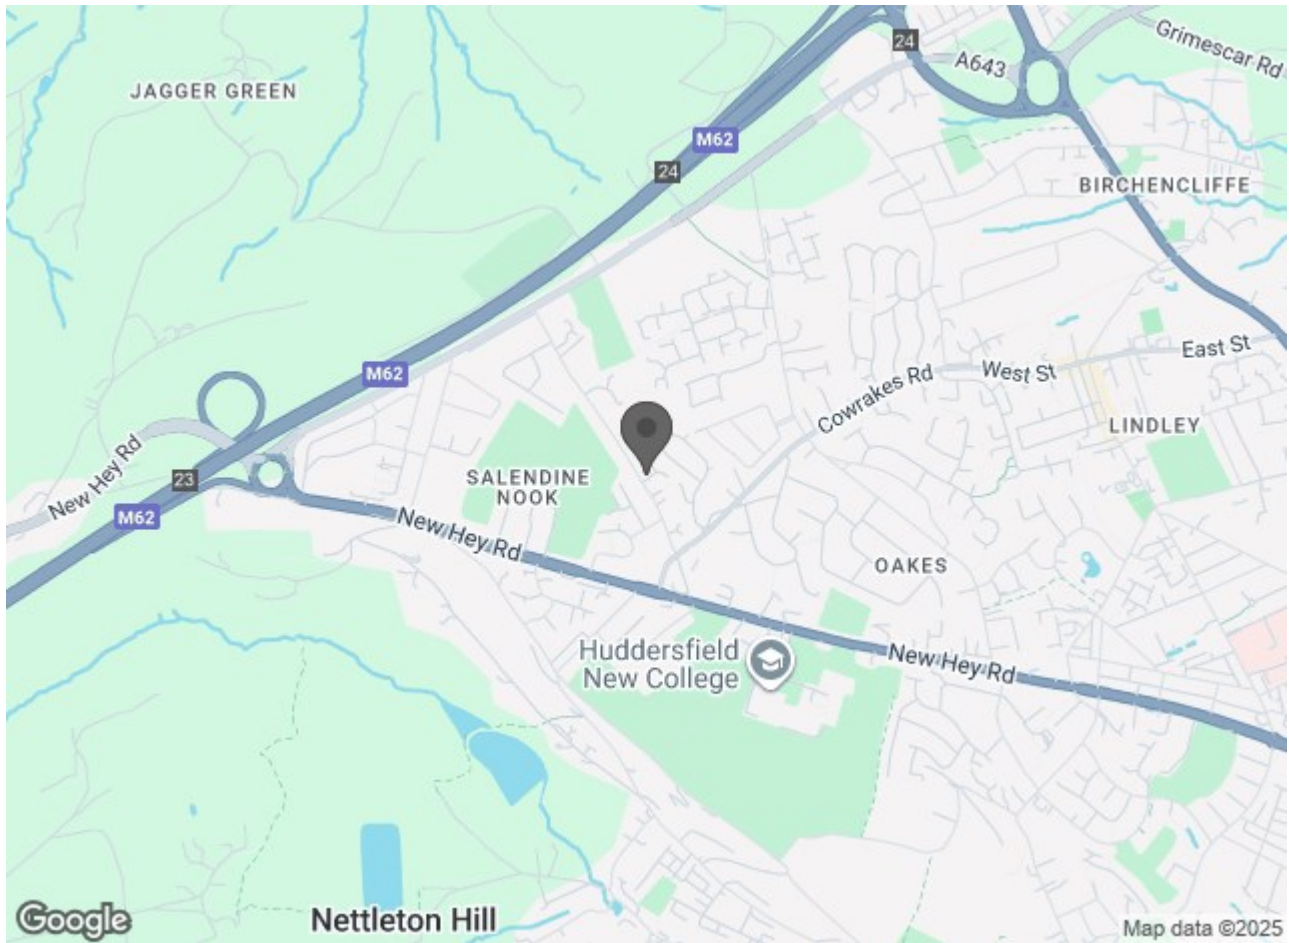 24
A643
Grimescar Rd
JAGGER GREEN
M62
24
BIRCHENCLIFFE
M62
Cowrakes Rd
West St
East St
LINDLEY
New Hey Rd
23
M62
SALENDINE
NOOK
New Hey Rd
OAKES
Huddersfield
New College
New Hey Rd
Google
Nettleton Hill
Map data ©2025